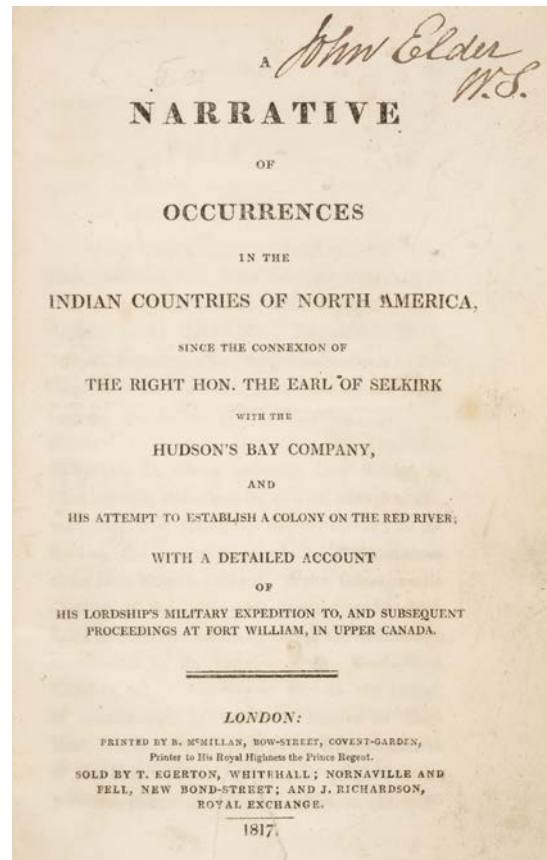 John Elder
W.S.
A
NARRATIVE
OF
OCCURRENCES
IN THE
INDIAN COUNTRIES OF NORTH AMERICA,
SINCE THE CONNEXION OF
THE RIGHT HON. THE EARL OF SELKIRK
WITH THE
HUDSON'S BAY COMPANY,
AND
HIS ATTEMPT TO ESTABLISH A COLONY ON THE RED RIVER;
WITH A DETAILED ACCOUNT
OF
HIS LORDSHIP'S MILITARY EXPEDITION TO, AND SUBSEQUENT
PROCEEDINGS AT FORT WILLIAM, IN UPPER CANADA.
LONDON:
PRINTED BY B. McMILLAN, BOW-STREET, COVENT-GARDEN,
Printer to His Royal Highness the Prince Regent.
SOLD BY T. EGERTON, WHITEHALL; NORNAVILLE AND
FELL, NEW BOND-STREET; AND J. RICHARDSON,
ROYAL EXCHANGE.
1817.